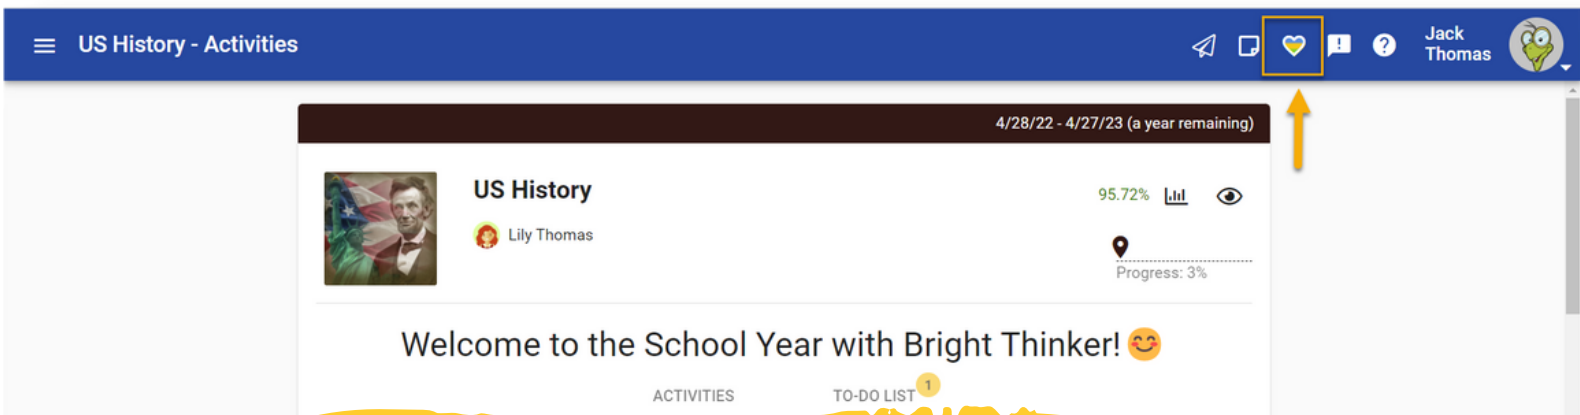 US History - Activities
Jack
Thomas
4/28/22 - 4/27/23 (a year remaining)
US History
95.72%
Lily Thomas
Progress: 3%
Welcome to the School Year with Bright Thinker! 😊
ACTIVITIES
TO-DO LIST 1